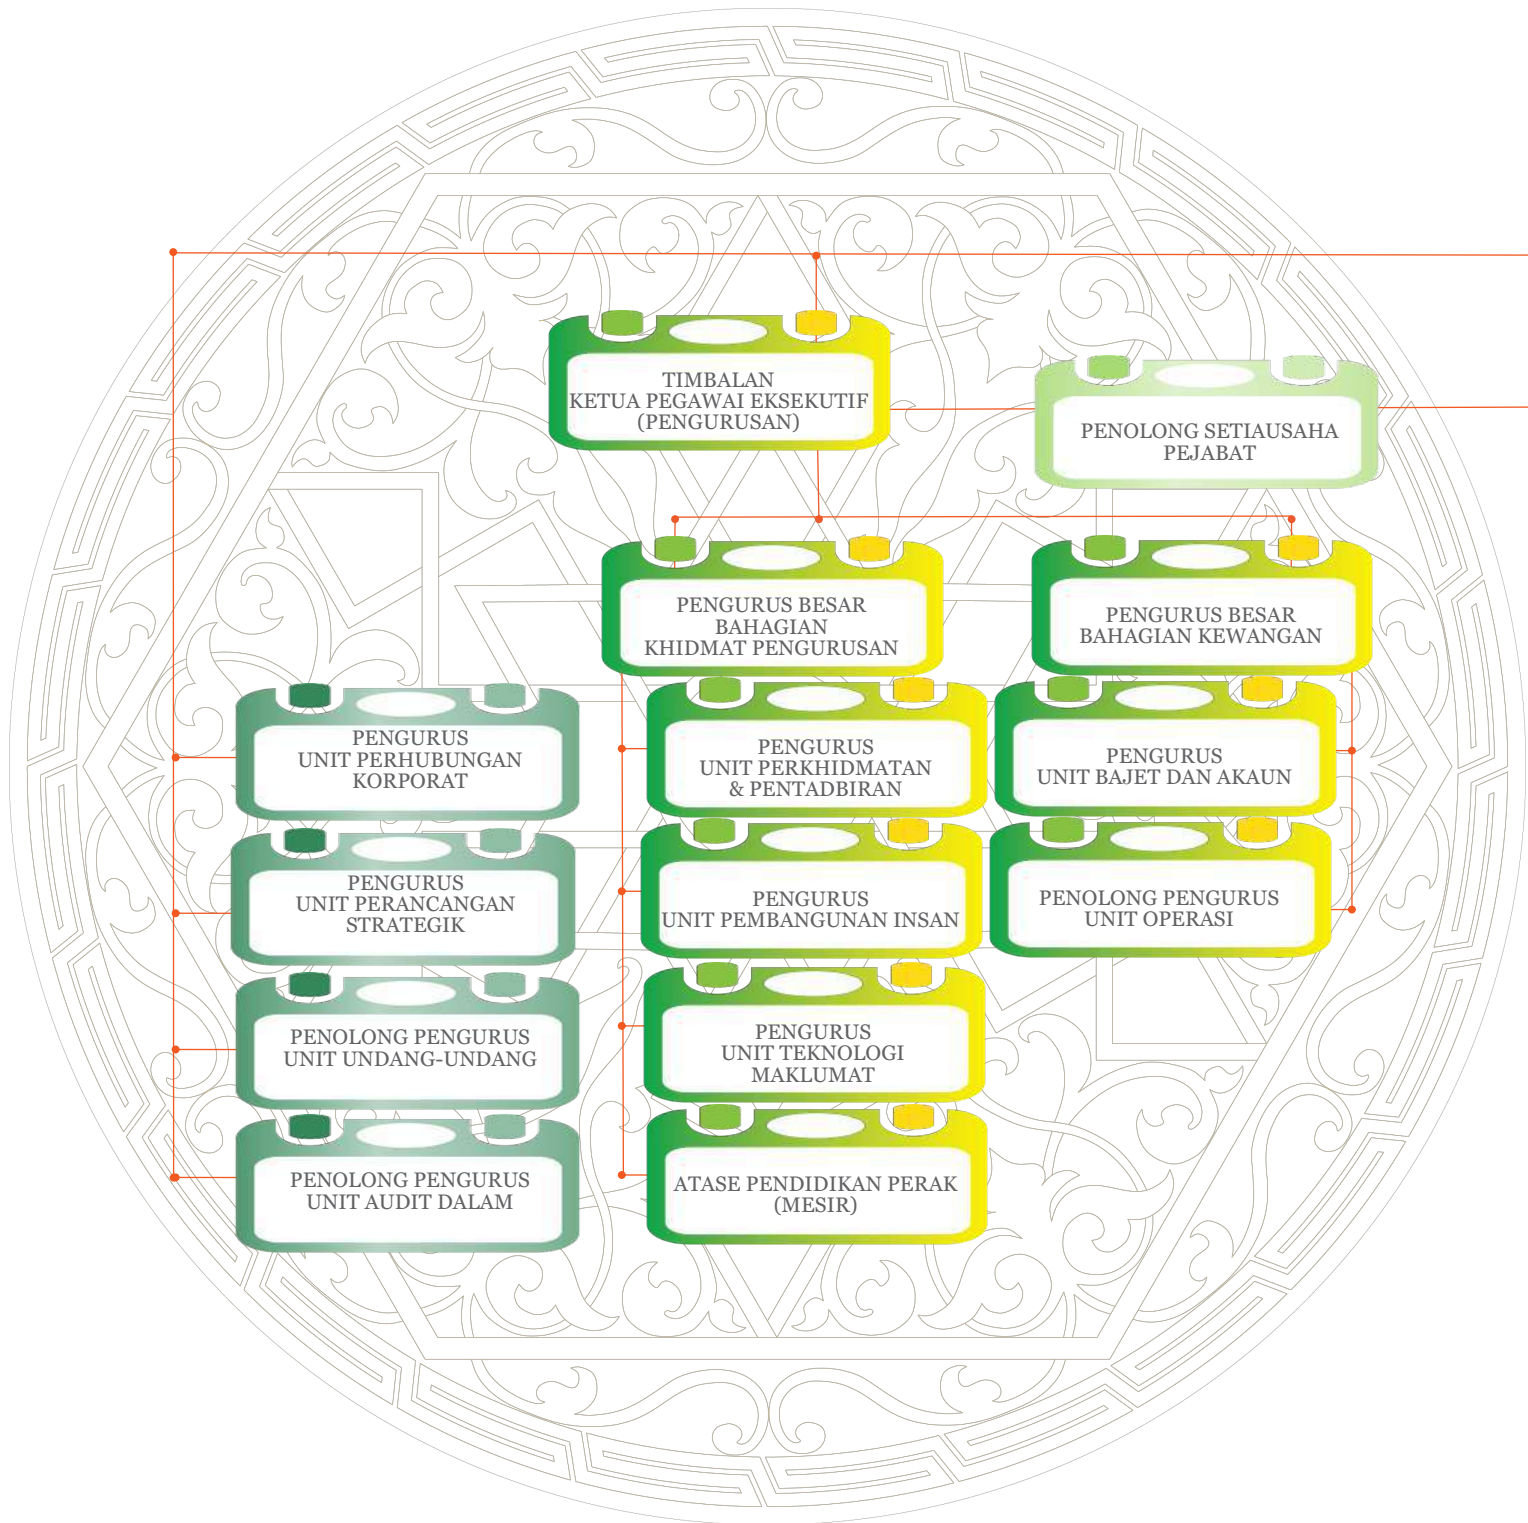 TIMBALAN
KETUA PEGAWAI EKSEKUTIF
(PENGURUSAN)
PENOLONG SETIAUSAHA
PEJABAT
PENGURUS BESAR
BAHAGIAN
KHIDMAT PENGURUSAN
PENGURUS BESAR
BAHAGIAN KEWANGAN
PENGURUS
UNIT PERHUBUNGAN
KORPORAT
PENGURUS
UNIT PERANCANGAN
STRATEGIK
PENOLONG PENGURUS
UNIT UNDANG-UNDANG
PENOLONG PENGURUS
UNIT AUDIT DALAM
PENGURUS
UNIT PERKHIDMATAN
& PENTADBIRAN
PENGURUS
UNIT PEMBANGUNAN INSAN
PENGURUS
UNIT TEKNOLOGI
MAKLUMAT
ATASE PENDIDIKAN PERAK
(MESIR)
PENGURUS
UNIT BAJET DAN AKAUN
PENOLONG PENGURUS
UNIT OPERASI